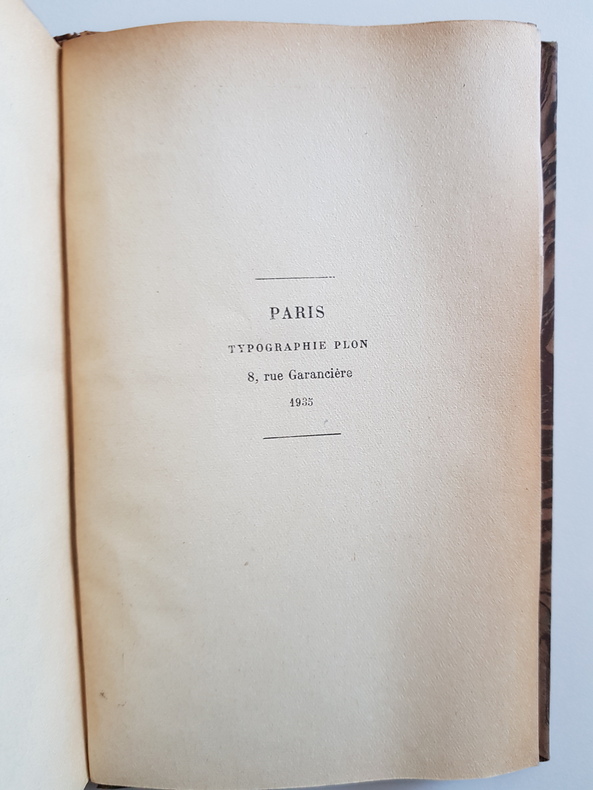 PARIS
TYPOGRAPHIE PLON
8, rue Garancière
1935